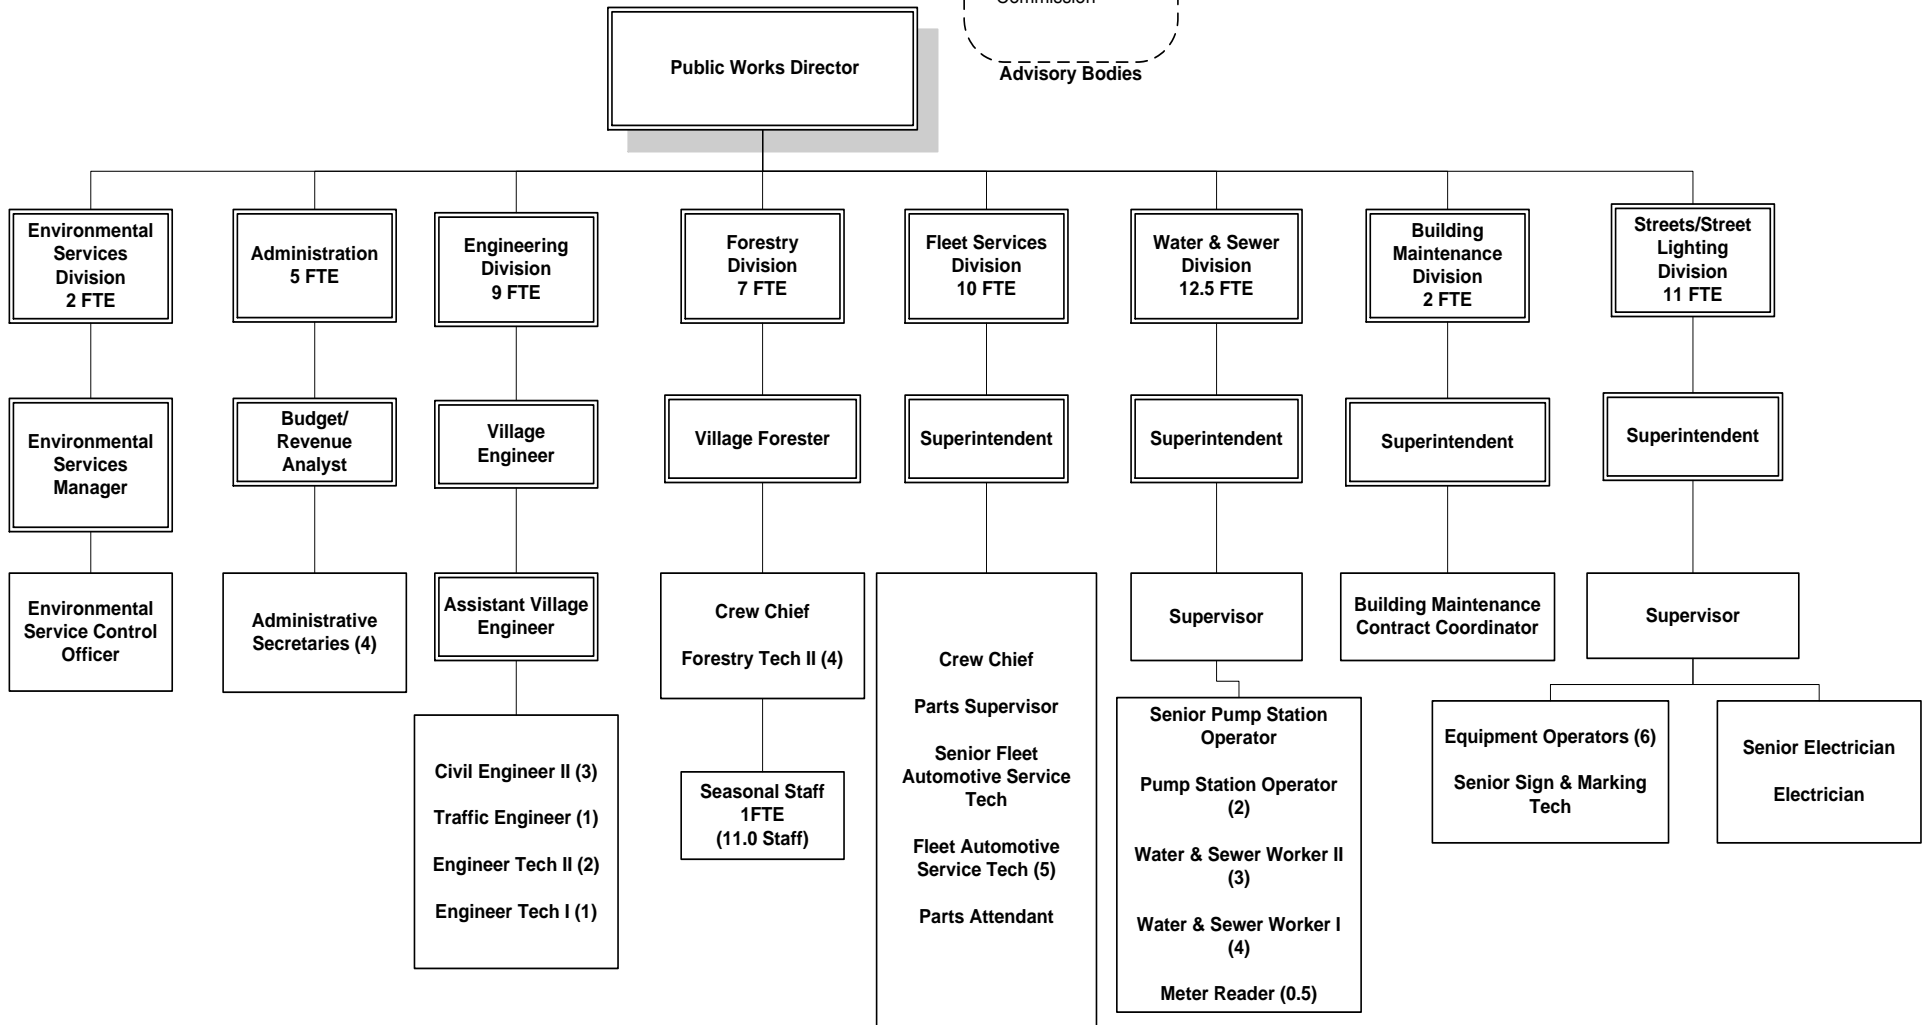 Commission
Public Works Director
Advisory Bodies
Environmental
Services
Division
2 FTE
Administration
5 FTE
Engineering
Division
9 FTE
Forestry
Division
7 FTE
Fleet Services
Division
10 FTE
Water & Sewer
Division
12.5 FTE
Building
Maintenance
Division
2 FTE
Streets/Street
Lighting
Division
11 FTE
Environmental
Services
Manager
Budget/
Revenue
Analyst
Village
Engineer
Village Forester
Superintendent
Superintendent
Superintendent
Superintendent
Environmental
Service Control
Officer
Administrative
Secretaries (4)
Assistant Village
Engineer
Crew Chief
Forestry Tech II (4)
Crew Chief
Parts Supervisor
Senior Fleet
Automotive Service
Tech
Fleet Automotive
Service Tech (5)
Parts Attendant
Supervisor
Building Maintenance
Contract Coordinator
Supervisor
Civil Engineer II (3)
Traffic Engineer (1)
Engineer Tech II (2)
Engineer Tech I (1)
Seasonal Staff
1FTE
(11.0 Staff)
Senior Pump Station
Operator
Pump Station Operator
(2)
Water & Sewer Worker II
(3)
Water & Sewer Worker I
(4)
Meter Reader (0.5)
Equipment Operators (6)
Senior Sign & Marking
Tech
Senior Electrician
Electrician